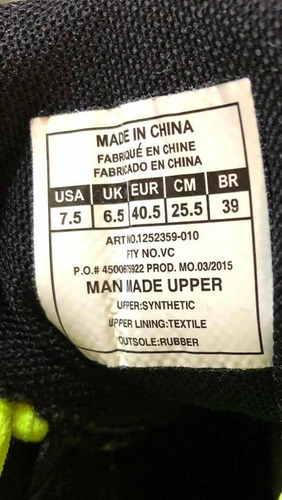 MADE IN CHINA
FABRIQUÉ EN CHINE
FABRICADO EN CHINA
USA UK EUR CM BR
7.5 6.5 40.5 25.5 39
ART NO.1252359-010
FTY NO.VC
P.O.# PROD. MO.03/2015
MAN MADE UPPER
UPPER:SYNTHETIC
UPPER LINING:TEXTILE
OUTSOLE:RUBBER